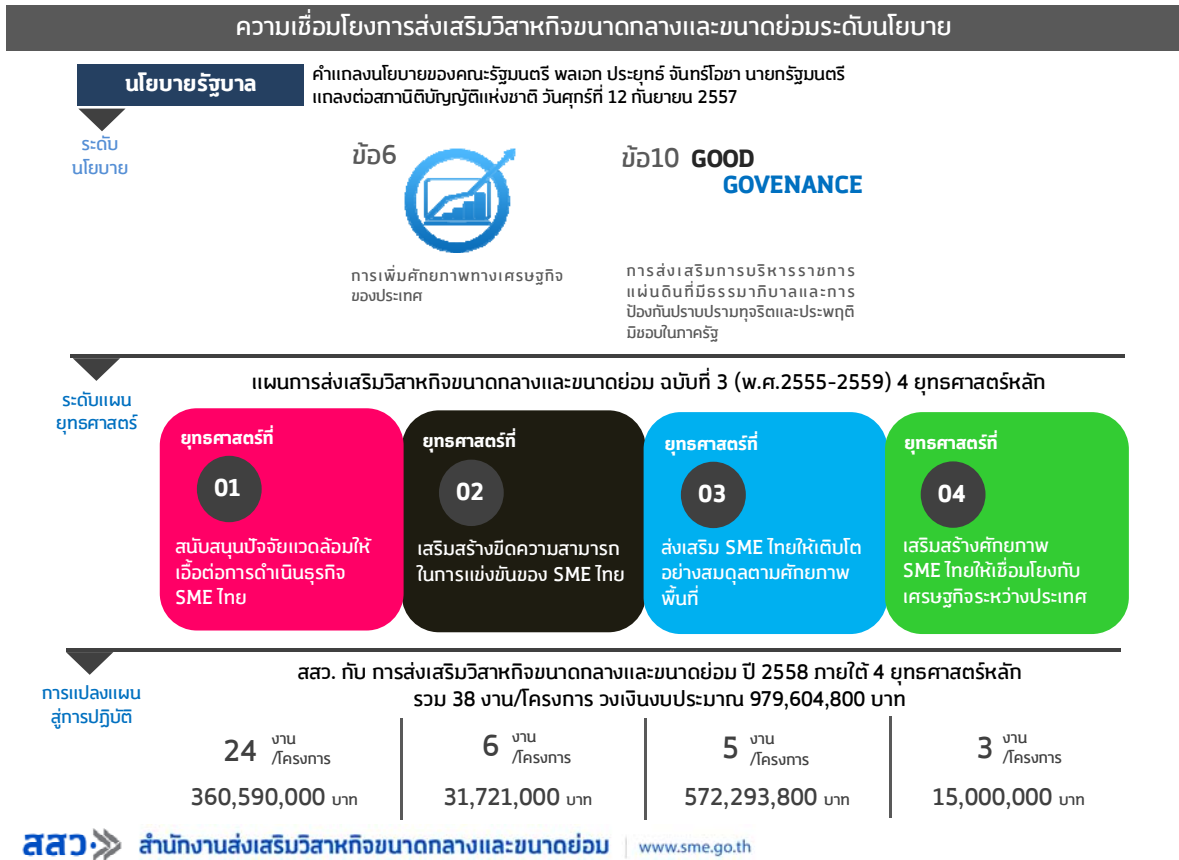 ความเชื่อมโยงการส่งเสริมวิสาหกิจขนาดกลางและขนาดย่อมระดับนโยบาย
นโยบายรัฐบาล
คำแถลงนโยบายของคณะรัฐมนตรี พลเอก ประยุทธ์ จันทร์โอชา นายกรัฐมนตรี
แถลงต่อสภานิติบัญญัติแห่งชาติ วันศุกร์ที่ 12 กันยายน 2557
ระดับ
นโยบาย
ข้อ6
ข้อ10 GOOD
GOVENANCE
การเพิ่มศักยภาพทางเศรษฐกิจ
ของประเทศ
การส่งเสริมการบริหารราชการ
แผ่นดินที่มีธรรมาภิบาลและการ
ป้องกันปราบปรามทุจริตและประพฤติ
มิชอบในภาครัฐ
ระดับแผน
ยุทธศาสตร์
แผนการส่งเสริมวิสาหกิจขนาดกลางและขนาดย่อม ฉบับที่ 3 (พ.ศ.2555-2559) 4 ยุทธศาสตร์หลัก
ยุทธศาสตร์ที่
01
สนับสนุนปัจจัยแวดล้อมให้
เอื้อต่อการดำเนินธุรกิจ
SME ไทย
ยุทธศาสตร์ที่
02
เสริมสร้างขีดความสามารถ
ในการแข่งขันของ SME ไทย
ยุทธศาสตร์ที่
03
ส่งเสริม SME ไทยให้เติบโต
อย่างสมดุลตามศักยภาพ
พื้นที่
ยุทธศาสตร์ที่
04
เสริมสร้างศักยภาพ
SME ไทยให้เชื่อมโยงกับ
เศรษฐกิจระหว่างประเทศ
การแปลงแผน
สู่การปฏิบัติ
สสว. กับ การส่งเสริมวิสาหกิจขนาดกลางและขนาดย่อม ปี 2558 ภายใต้ 4 ยุทธศาสตร์หลัก
รวม 38 งาน/โครงการ วงเงินงบประมาณ 979,604,800 บาท
24 งาน
/โครงการ
360,590,000 บาท
6 งาน
/โครงการ
31,721,000 บาท
5 งาน
/โครงการ
572,293,800 บาท
3 งาน
/โครงการ
15,000,000 บาท
สสว. สำนักงานส่งเสริมวิสาหกิจขนาดกลางและขนาดย่อม www.sme.go.th